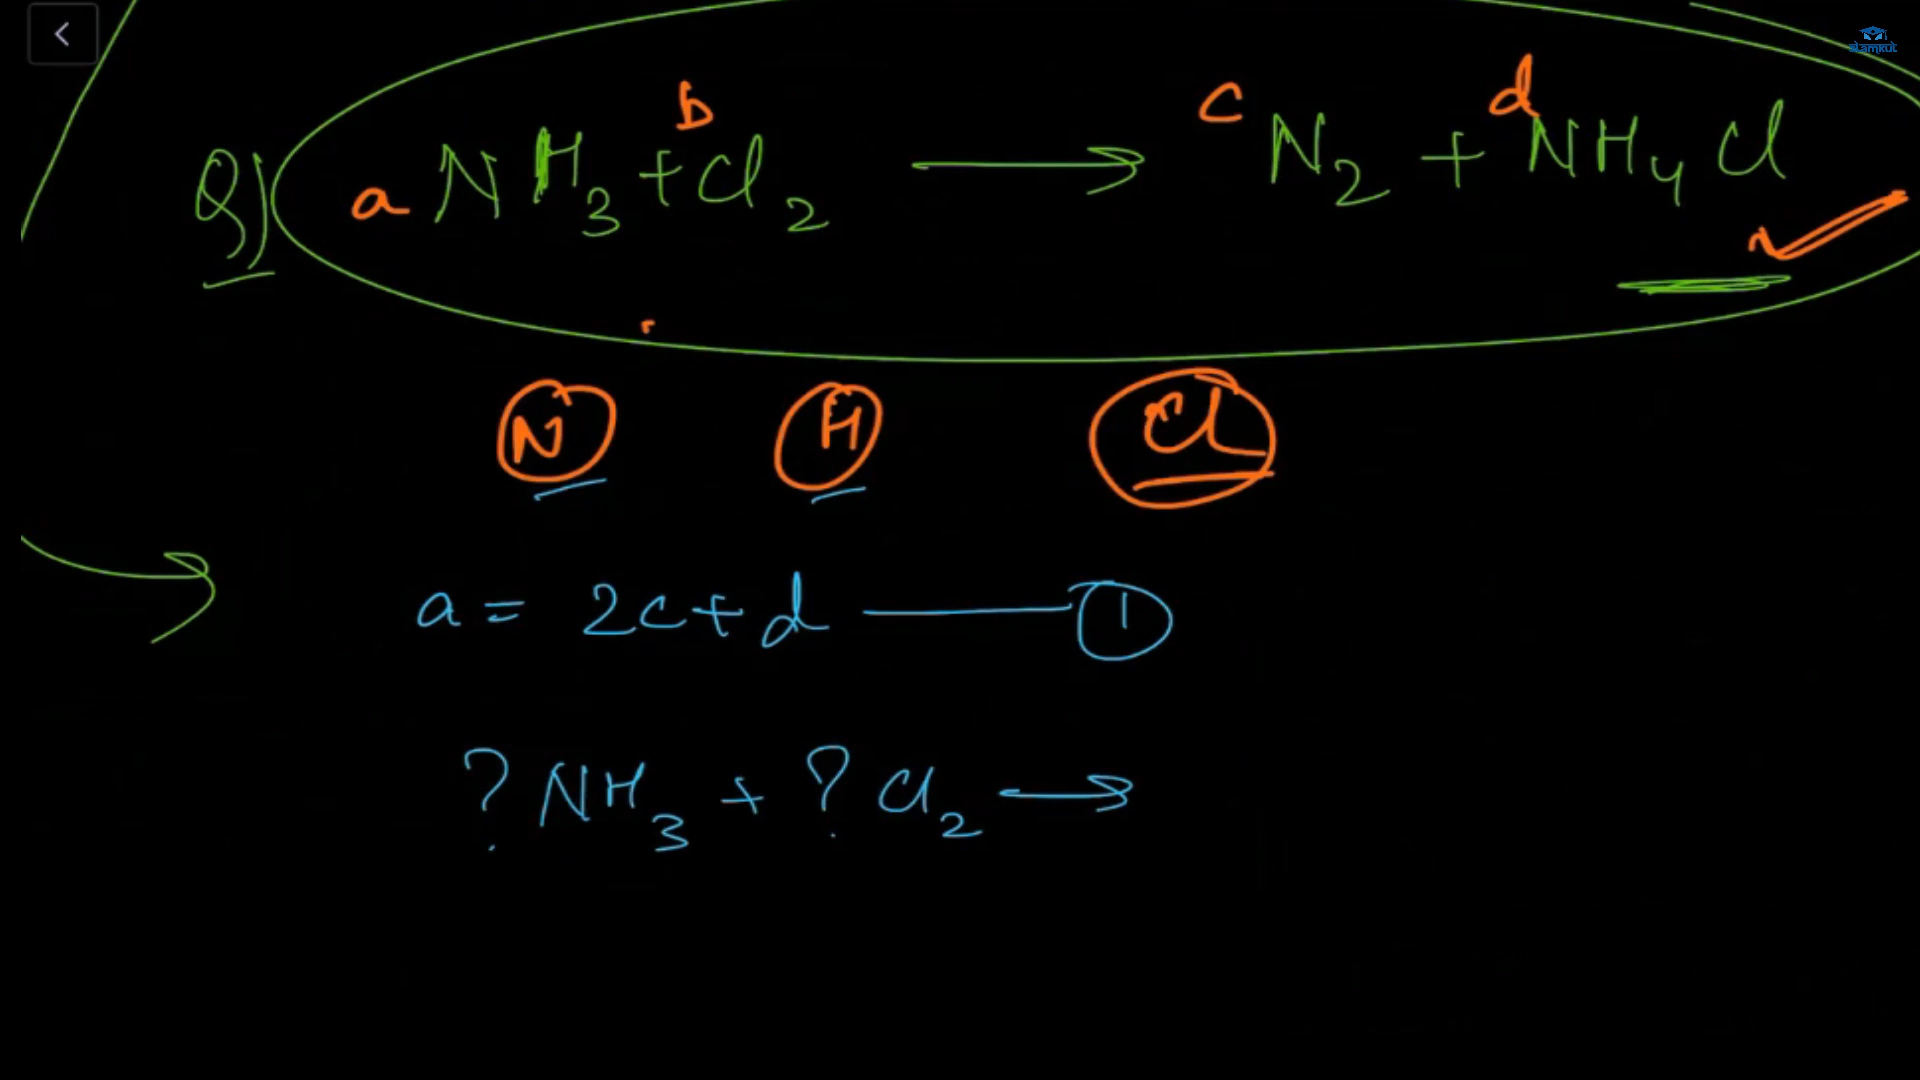 Q) a NH₃ + b Cl₂ → c N₂ + d NH₄Cl
N H Cl
a = 2c + d — ①
? NH₃ + ? Cl₂ →